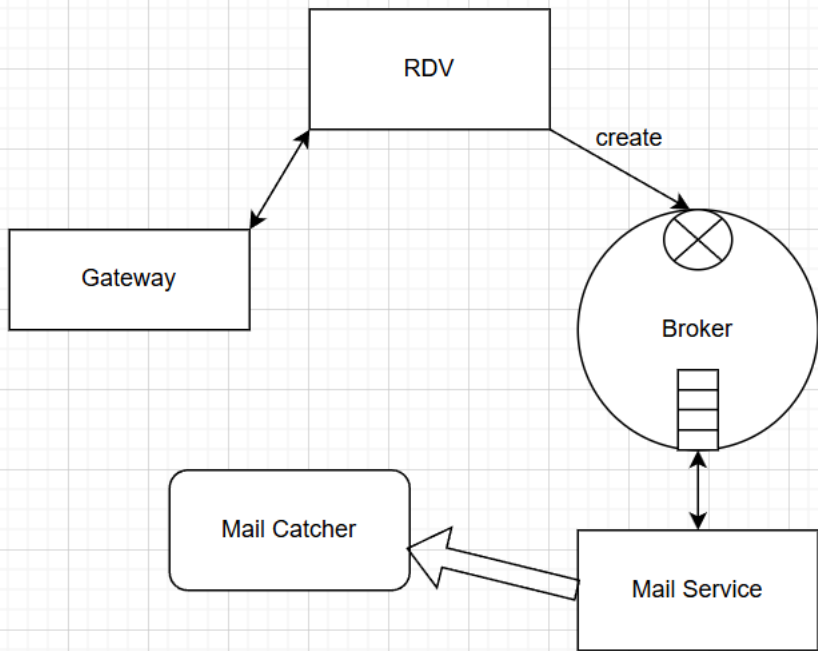 RDV
create
Gateway
Broker
Mail Catcher
Mail Service